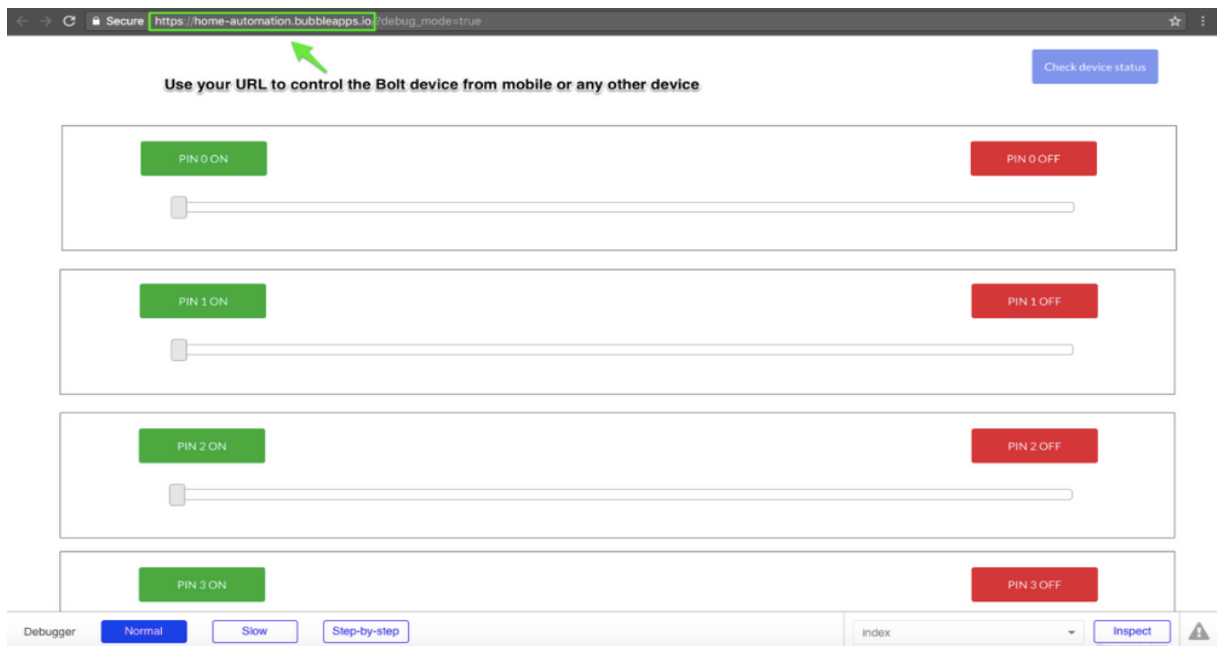 Secure https://home-automation.bubbleapps.io/?debug_mode=true
Check device status
Use your URL to control the Bolt device from mobile or any other device
PIN 0 ON PIN 0 OFF
PIN 1 ON PIN 1 OFF
PIN 2 ON PIN 2 OFF
PIN 3 ON PIN 3 OFF
Debugger Normal Slow Step-by-step index Inspect